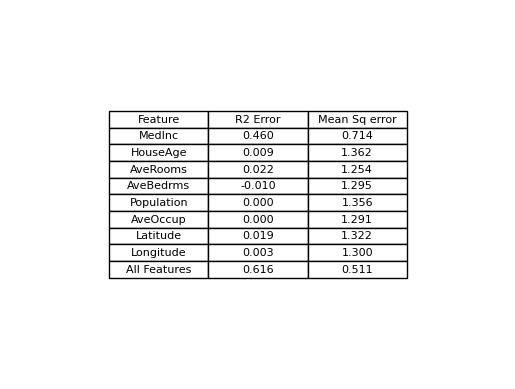 Feature R2 Error Mean Sq error
MedInc 0.460 0.714
HouseAge 0.009 1.362
AveRooms 0.022 1.254
AveBedrms -0.010 1.295
Population 0.000 1.356
AveOccup 0.000 1.291
Latitude 0.019 1.322
Longitude 0.003 1.300
All Features 0.616 0.511